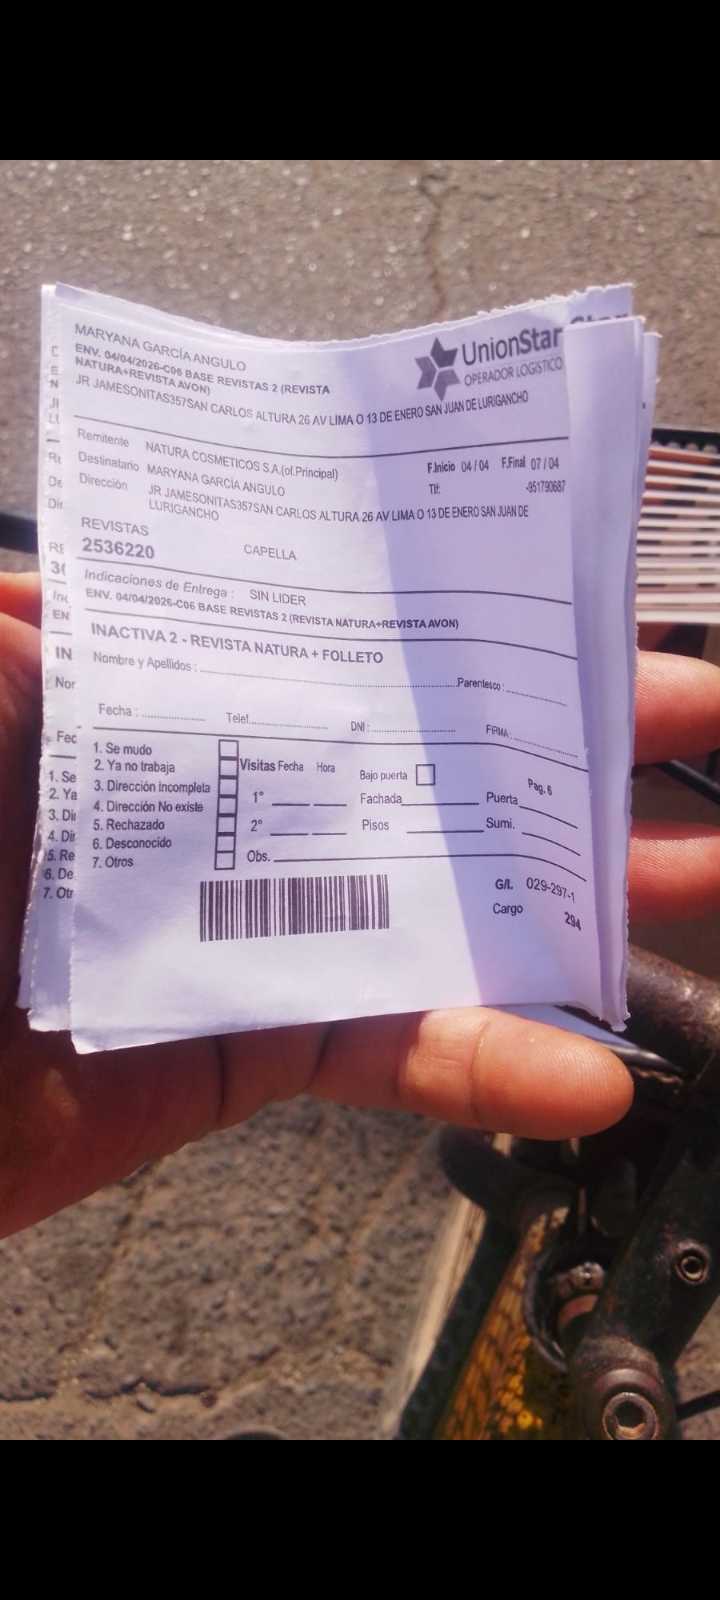 MARYANA GARCÍA ANGULO
ENV. 04/04/2026-C06 BASE REVISTAS 2 (REVISTA
NATURA+REVISTA AVON)
JR JAMESONITAS357SAN CARLOS ALTURA 26 AV LIMA O 13 DE ENERO SAN JUAN DE LURIGANCHO
UnionStar
OPERADOR LOGISTICO
Remitente NATURA COSMETICOS S.A.(ol.Principal)
Destinatario MARYANA GARCÍA ANGULO
Dirección JR JAMESONITAS357SAN CARLOS ALTURA 26 AV LIMA O 13 DE ENERO SAN JUAN DE
LURIGANCHO
F.Inicio 04 / 04 F.Final 07 / 04
Tlf: -951790687
REVISTAS
2536220 CAPELLA
Indicaciones de Entrega : SIN LIDER
ENV. 04/04/2026-C06 BASE REVISTAS 2 (REVISTA NATURA+REVISTA AVON)
INACTIVA 2 - REVISTA NATURA + FOLLETO
Nombre y Apellidos : Parentesco :
Fecha : Telef. DNI : FIRMA :
1. Se mudo
2. Ya no trabaja
3. Dirección Incompleta
4. Dirección No existe
5. Rechazado
6. Desconocido
7. Otros
Visitas Fecha Hora Bajo puerta Pag. 6
1° Fachada Puerta
2° Pisos Sumi.
Obs.
G/L 029-297-1
Cargo 294